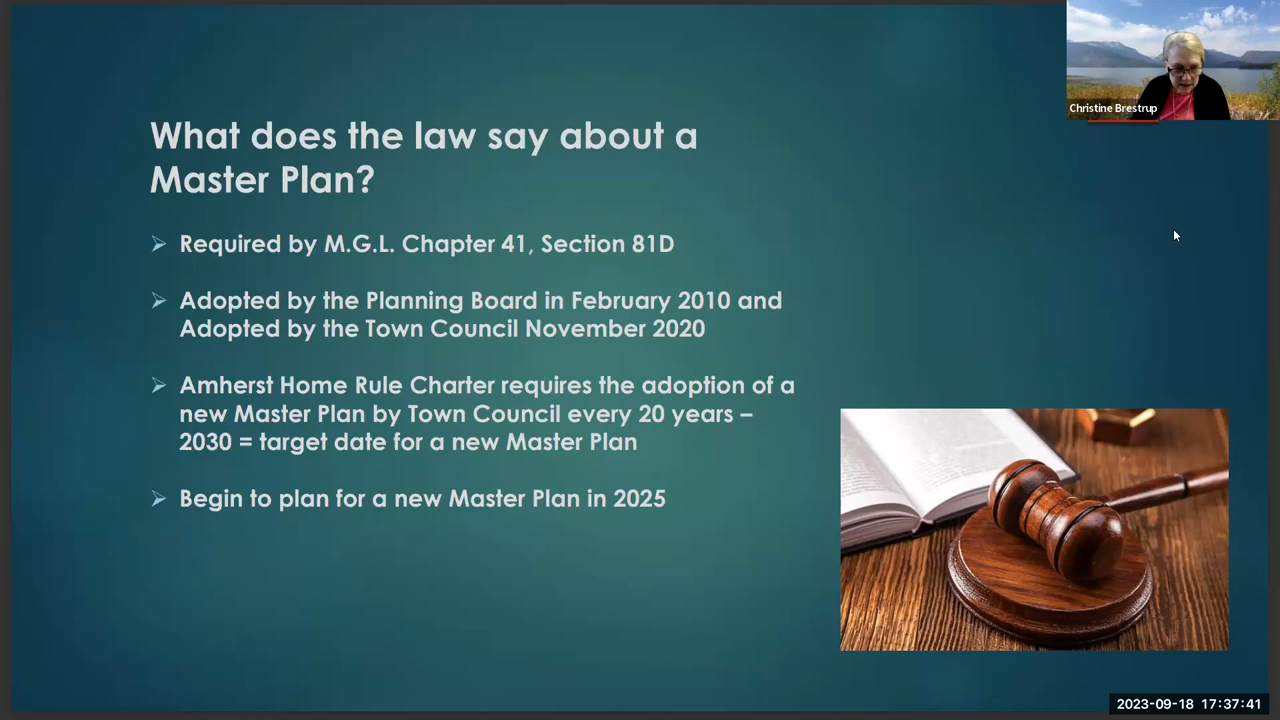 Christine Brestrup
What does the law say about a
Master Plan?
Required by M.G.L. Chapter 41, Section 81D
Adopted by the Planning Board in February 2010 and
Adopted by the Town Council November 2020
Amherst Home Rule Charter requires the adoption of a
new Master Plan by Town Council every 20 years –
2030 = target date for a new Master Plan
Begin to plan for a new Master Plan in 2025
2023-09-18 17:37:41